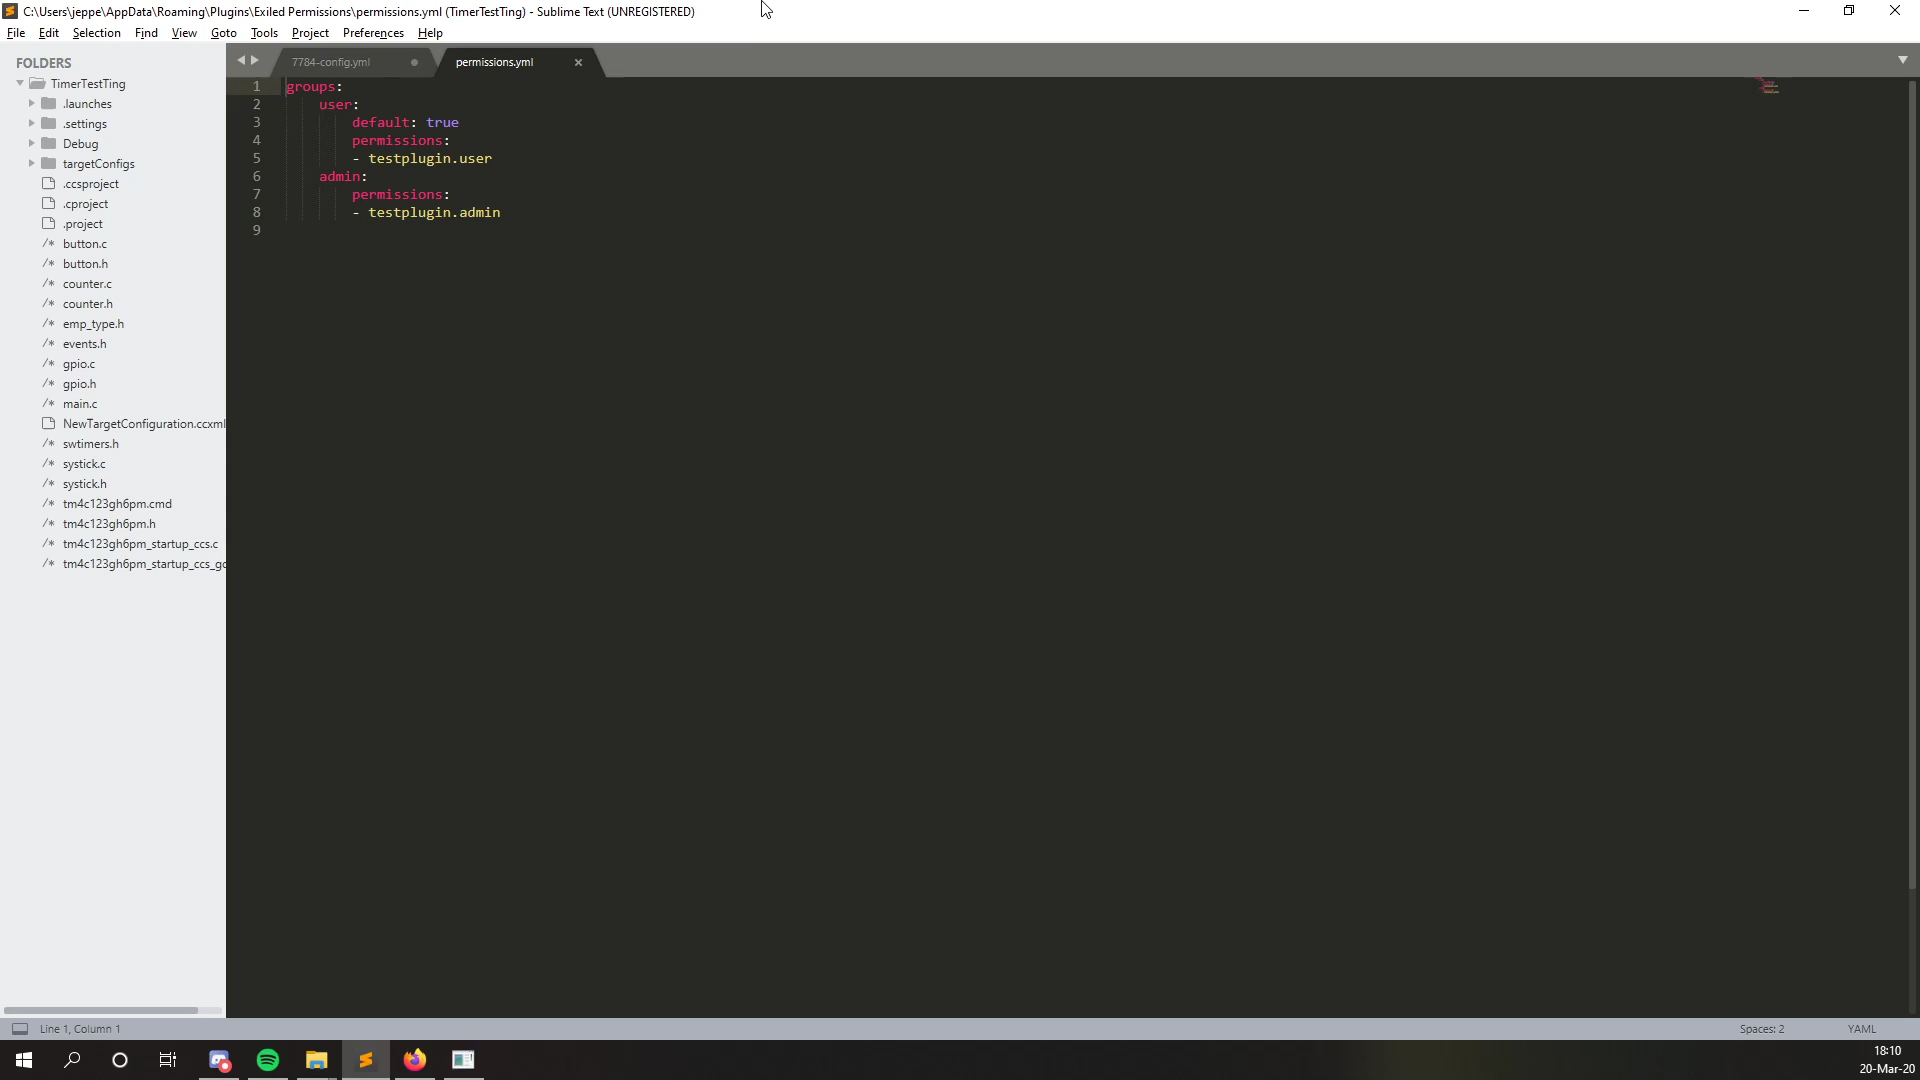 C:\Users\jeppe\AppData\Roaming\Plugins\Exiled Permissions\permissions.yml (TimerTestTing) - Sublime Text (UNREGISTERED)
File Edit Selection Find View Goto Tools Project Preferences Help
FOLDERS
TimerTestTing
.launches
.settings
Debug
targetConfigs
.ccsproject
.cproject
.project
/* button.c
/* button.h
/* counter.c
/* counter.h
/* emp_type.h
/* events.h
/* gpio.c
/* gpio.h
/* main.c
NewTargetConfiguration.ccxml
/* swtimers.h
/* systick.c
/* systick.h
/* tm4c123gh6pm.cmd
/* tm4c123gh6pm.h
/* tm4c123gh6pm_startup_ccs.c
/* tm4c123gh6pm_startup_ccs_gc
7784-config.yml
permissions.yml
1 groups:
2 user:
3 default: true
4 permissions:
5 - testplugin.user
6 admin:
7 permissions:
8 - testplugin.admin
9
Line 1, Column 1
Spaces: 2
YAML
18:10
20-Mar-20